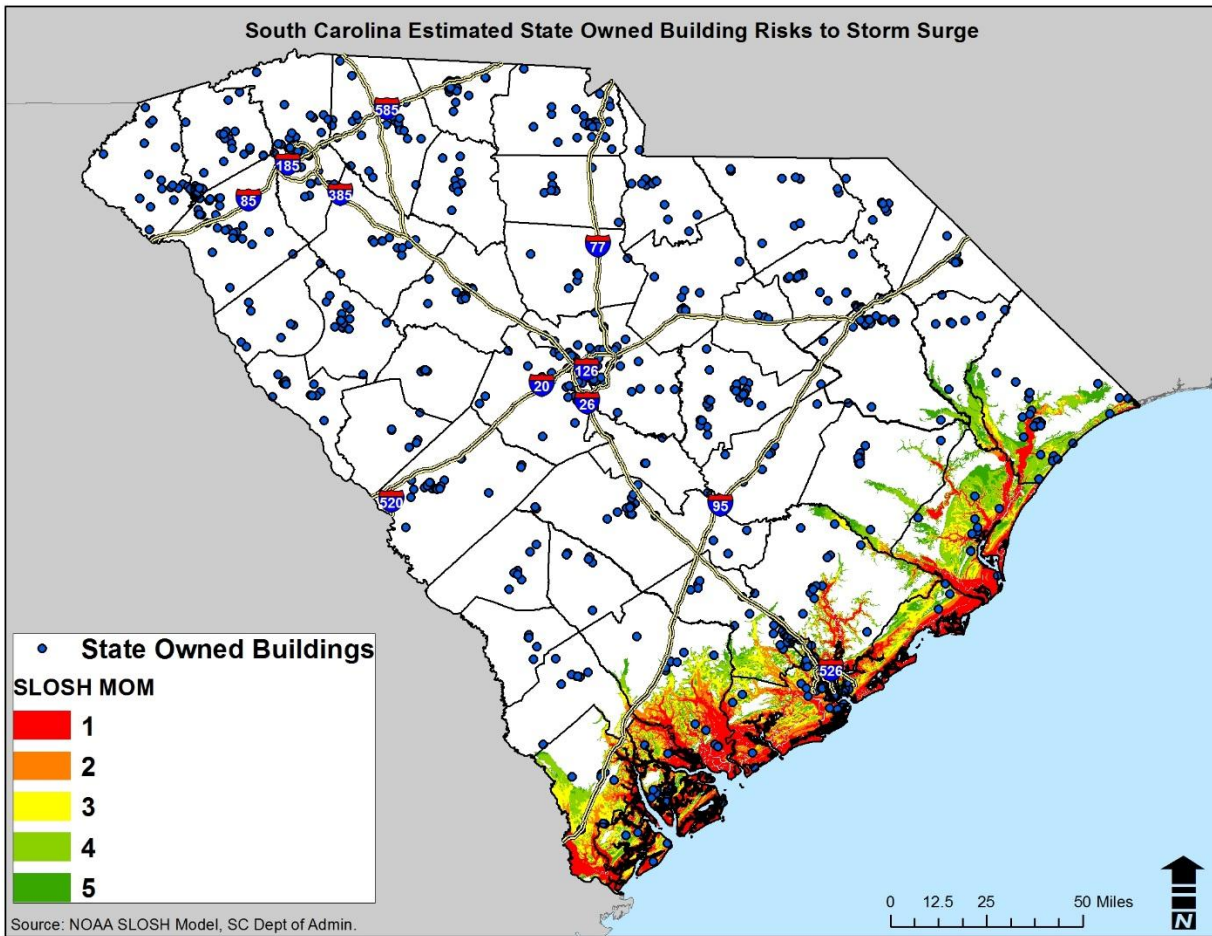 South Carolina Estimated State Owned Building Risks to Storm Surge
585
185
85
385
77
126
20
26
520
95
526
State Owned Buildings
SLOSH MOM
1
2
3
4
5
Source: NOAA SLOSH Model, SC Dept of Admin.
0 12.5 25 50 Miles
N